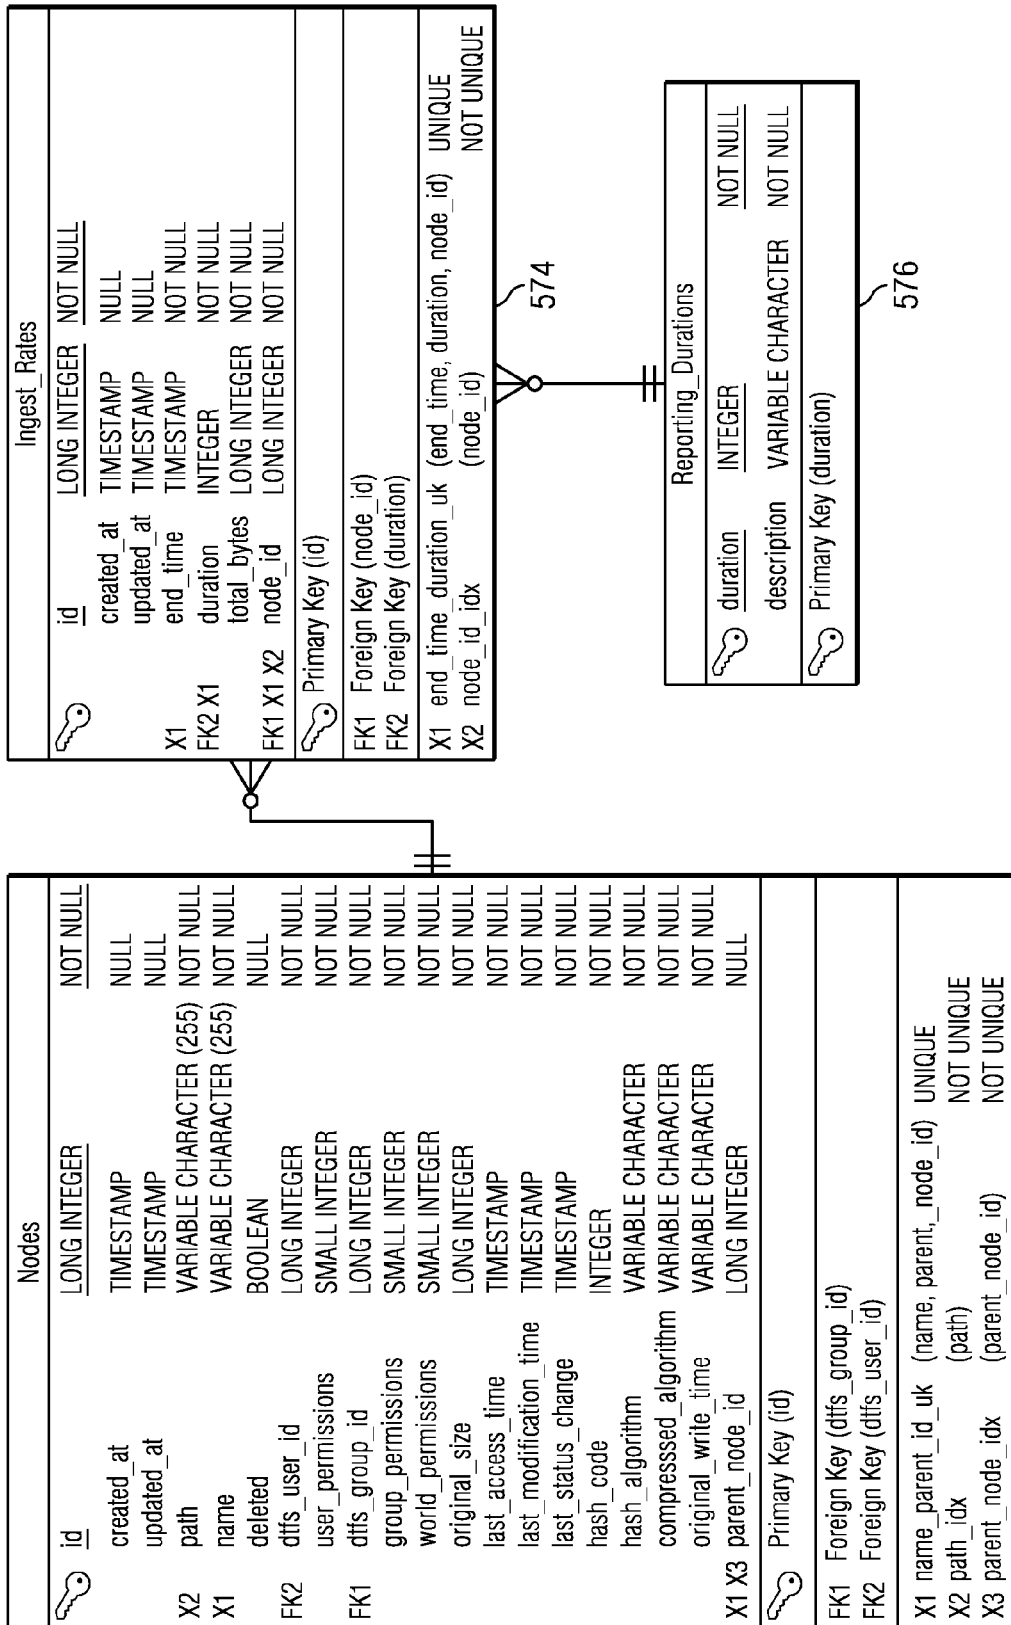 Nodes
id LONG INTEGER NOT NULL
created_at TIMESTAMP NULL
updated_at TIMESTAMP NULL
X2 path VARIABLE CHARACTER (255) NOT NULL
X1 name VARIABLE CHARACTER (255) NOT NULL
deleted BOOLEAN NULL
FK2 dtfs_user_id LONG INTEGER NOT NULL
user_permissions SMALL INTEGER NOT NULL
FK1 dtfs_group_id LONG INTEGER NOT NULL
group_permissions SMALL INTEGER NOT NULL
world_permissions SMALL INTEGER NOT NULL
original_size LONG INTEGER NOT NULL
last_access_time TIMESTAMP NOT NULL
last_modification_time TIMESTAMP NOT NULL
last_status_change TIMESTAMP NOT NULL
hash_code INTEGER NOT NULL
hash_algorithm VARIABLE CHARACTER NOT NULL
compressed_algorithm VARIABLE CHARACTER NOT NULL
original_write_time VARIABLE CHARACTER NOT NULL
X1 X3 parent_node_id LONG INTEGER NULL
Primary Key (id)
FK1 Foreign Key (dtfs_group_id)
FK2 Foreign Key (dtfs_user_id)
X1 name_parent_id_uk (name, parent,_node_id) UNIQUE
X2 path_idx (path) NOT UNIQUE
X3 parent_node_idx (parent_node_id) NOT UNIQUE
Ingest_Rates
id LONG INTEGER NOT NULL
created_at TIMESTAMP NULL
updated_at TIMESTAMP NULL
X1 end_time TIMESTAMP NOT NULL
FK2 X1 duration INTEGER NOT NULL
total_bytes LONG INTEGER NOT NULL
FK1 X1 X2 node_id LONG INTEGER NOT NULL
Primary Key (id)
FK1 Foreign Key (node_id)
FK2 Foreign Key (duration)
X1 end_time_duration_uk (end_time, duration, node_id) UNIQUE
X2 node_id_idx (node_id) NOT UNIQUE
574
Reporting_Durations
duration INTEGER NOT NULL
description VARIABLE CHARACTER NOT NULL
Primary Key (duration)
576